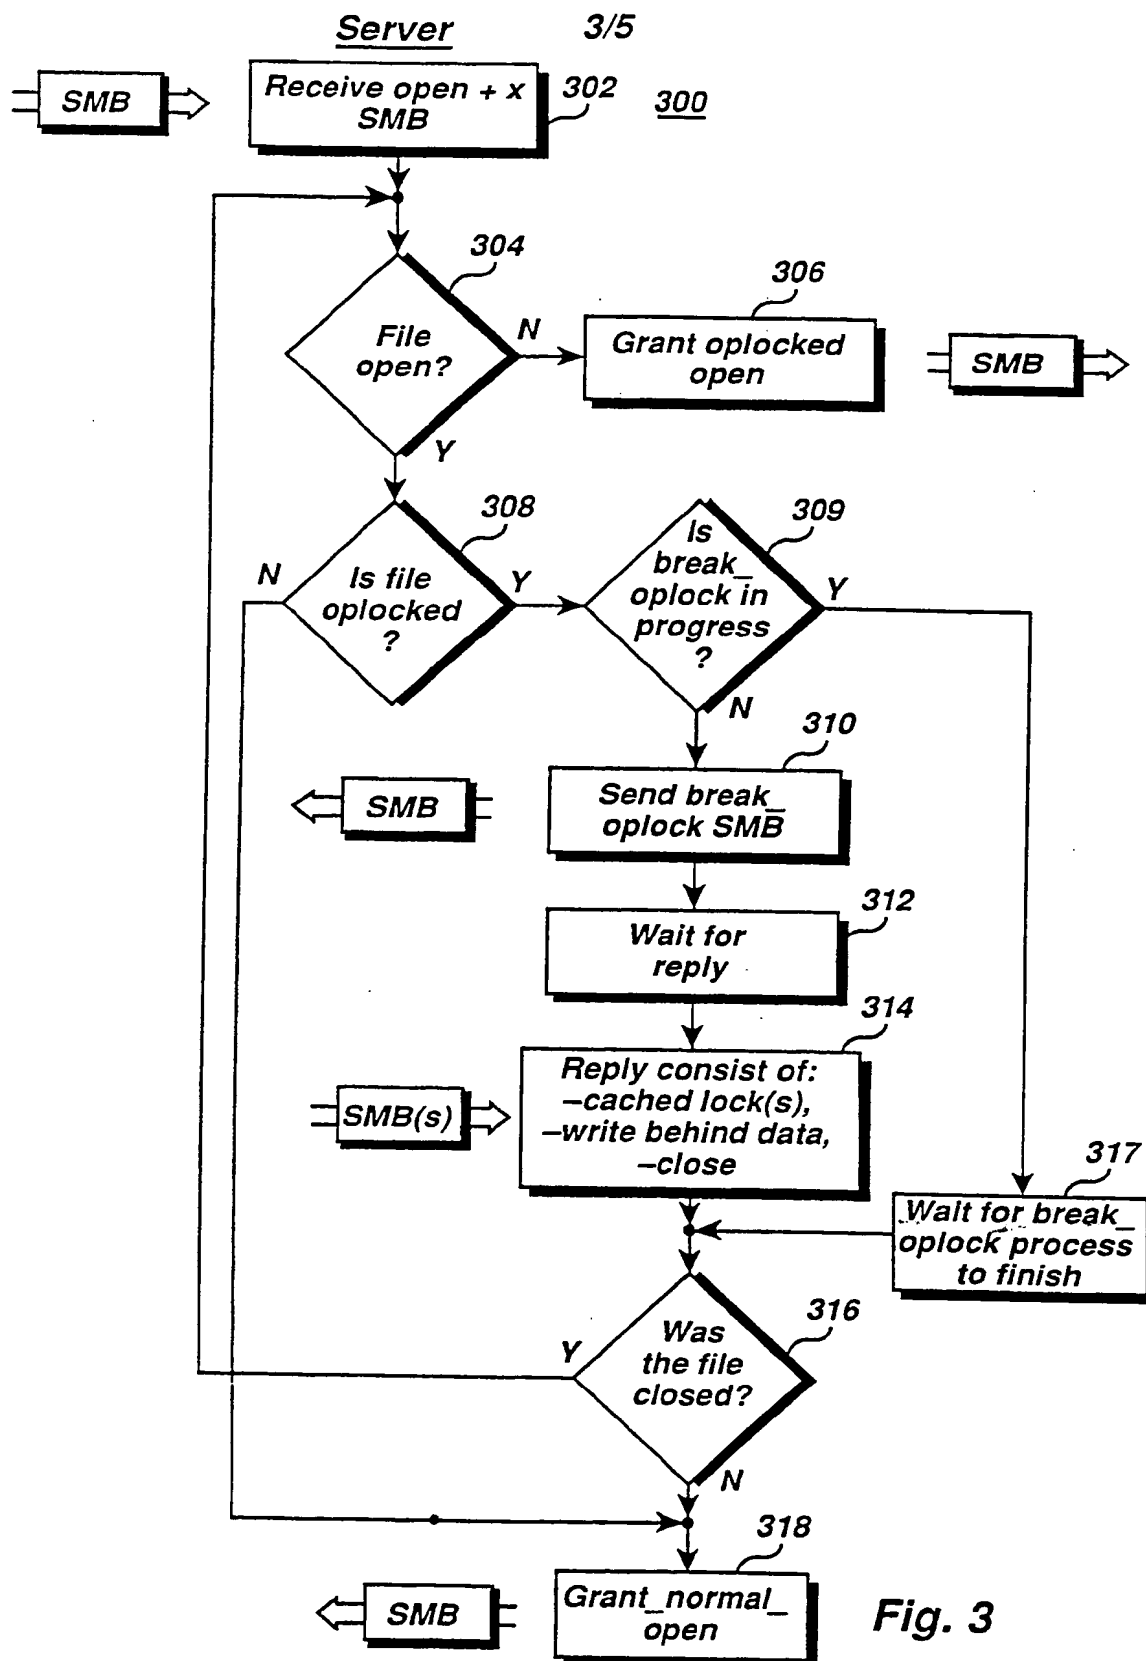 Server
3/5
SMB
Receive open + x
SMB
302
300
304
File
open?
N
Y
306
Grant oplocked
open
SMB
308
Is file
oplocked
?
N
Y
309
Is
break_
oplock in
progress
?
Y
N
310
Send break_
oplock SMB
SMB
312
Wait for
reply
314
Reply consist of:
–cached lock(s),
–write behind data,
–close
SMB(s)
317
Wait for break_
oplock process
to finish
316
Was
the file
closed?
Y
N
318
Grant_normal_
open
SMB
Fig. 3